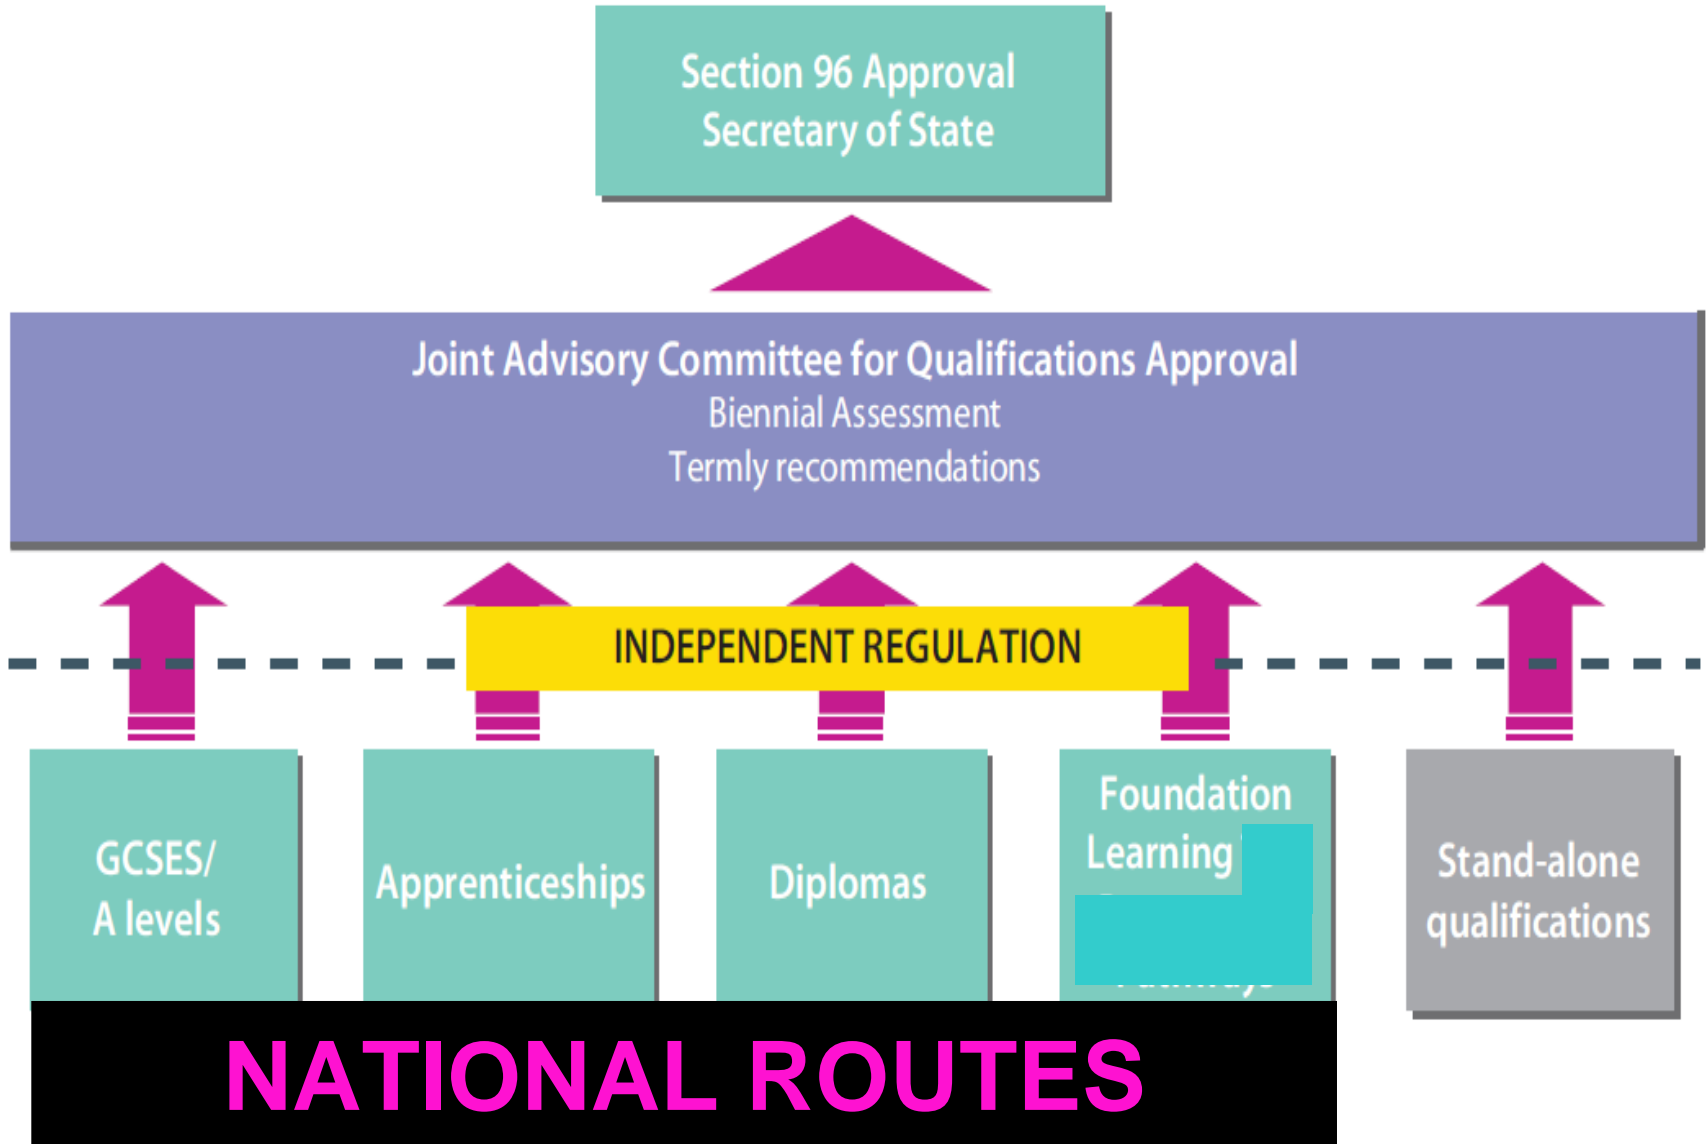 Section 96 Approval
Secretary of State
Joint Advisory Committee for Qualifications Approval
Biennial Assessment
Termly recommendations
INDEPENDENT REGULATION
GCSES/
A levels
Apprenticeships
Diplomas
Foundation
Learning
Stand-alone
qualifications
NATIONAL ROUTES